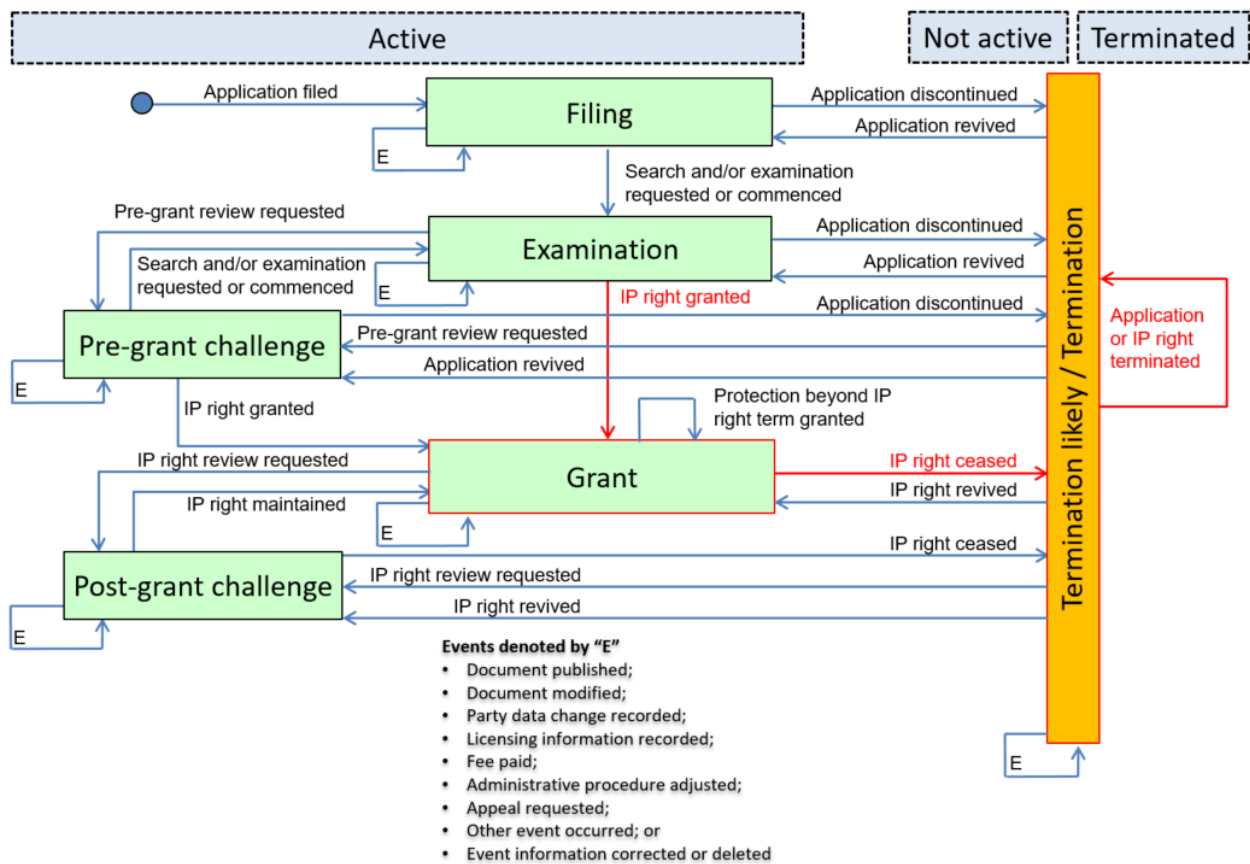 Active
Not active
Terminated
Application filed
Filing
Application discontinued
Application revived
E
Search and/or examination
requested or commenced
Pre-grant review requested
Examination
Application discontinued
Application revived
Search and/or examination
requested or commenced
E
IP right granted
Application discontinued
Pre-grant challenge
Pre-grant review requested
Application revived
E
IP right granted
Application
or IP right
terminated
Termination likely / Termination
Protection beyond IP
right term granted
IP right review requested
Grant
IP right ceased
IP right revived
IP right maintained
E
IP right ceased
Post-grant challenge
IP right review requested
IP right revived
E
Events denoted by “E”
• Document published;
• Document modified;
• Party data change recorded;
• Licensing information recorded;
• Fee paid;
• Administrative procedure adjusted;
• Appeal requested;
• Other event occurred; or
• Event information corrected or deleted
E